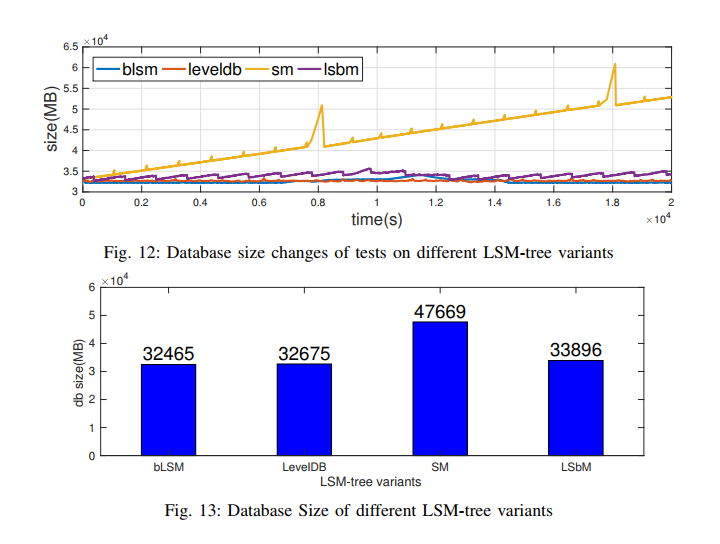 ×10⁴
6.5
6
5.5
5
4.5
4
3.5
3
size(MB)
blsm leveldb sm lsbm
0 0.2 0.4 0.6 0.8 1 1.2 1.4 1.6 1.8 2
time(s) ×10⁴
Fig. 12: Database size changes of tests on different LSM-tree variants
×10⁴
6
5
4
3
2
1
0
db size(MB)
32465 32675 47669 33896
bLSM LevelDB SM LSbM
LSM-tree variants
Fig. 13: Database Size of different LSM-tree variants